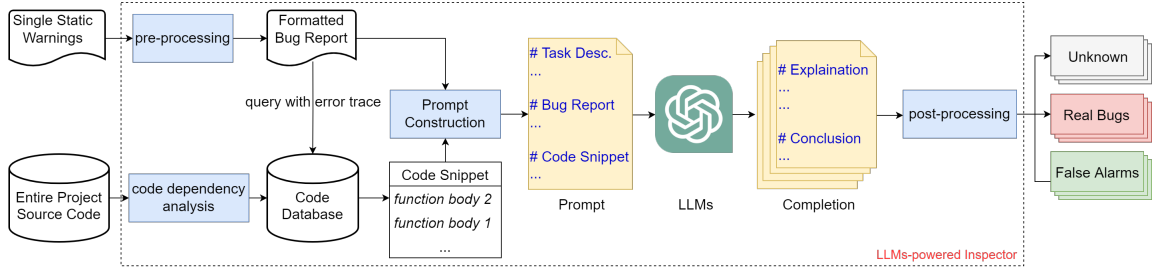 Single Static
Warnings
pre-processing
Formatted
Bug Report
query with error trace
Entire Project
Source Code
code dependency
analysis
Code
Database
Prompt
Construction
Code Snippet
function body 2
function body 1
...
# Task Desc.
...
# Bug Report
...
# Code Snippet
...
Prompt
LLMs
# Explaination
...
...
# Conclusion
...
Completion
post-processing
Unknown
Real Bugs
False Alarms
LLMs-powered Inspector